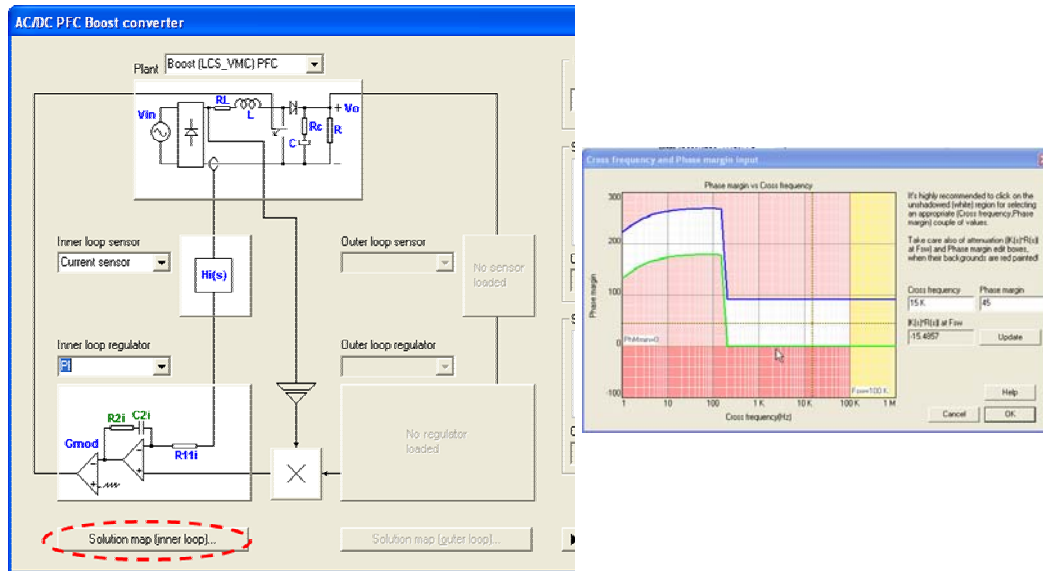 AC/DC PFC Boost converter
Plant
Boost (LCS_VMC) PFC
Vin
RL
L
Rc
C
+ Vo
R
Inner loop sensor
Current sensor
Hi(s)
Outer loop sensor
No sensor
loaded
Inner loop regulator
PI
Outer loop regulator
No regulator
loaded
R2i
C2i
Gmod
R11i
Solution map (inner loop)...
Solution map (outer loop)...
Cross frequency and Phase margin input
Phase margin vs Cross frequency
300
200
100
0
-100
Phase margin
PhMmin=0
Fsw=100 K
1
10
100
1 K
10 K
100 K
1 M
Cross frequency(Hz)
It's highly recommended to click on the
unshadowed (white) region for selecting
an appropriate (Cross frequency,Phase
margin) couple of values.
Take care also of attenuation (|K(s)*R(s)|
at Fsw) and Phase margin edit boxes,
when their backgrounds are red painted!
Cross frequency
Phase margin
15 K
45
|K(s)*R(s)| at Fsw
-15.4857
Update
Help
Cancel
OK